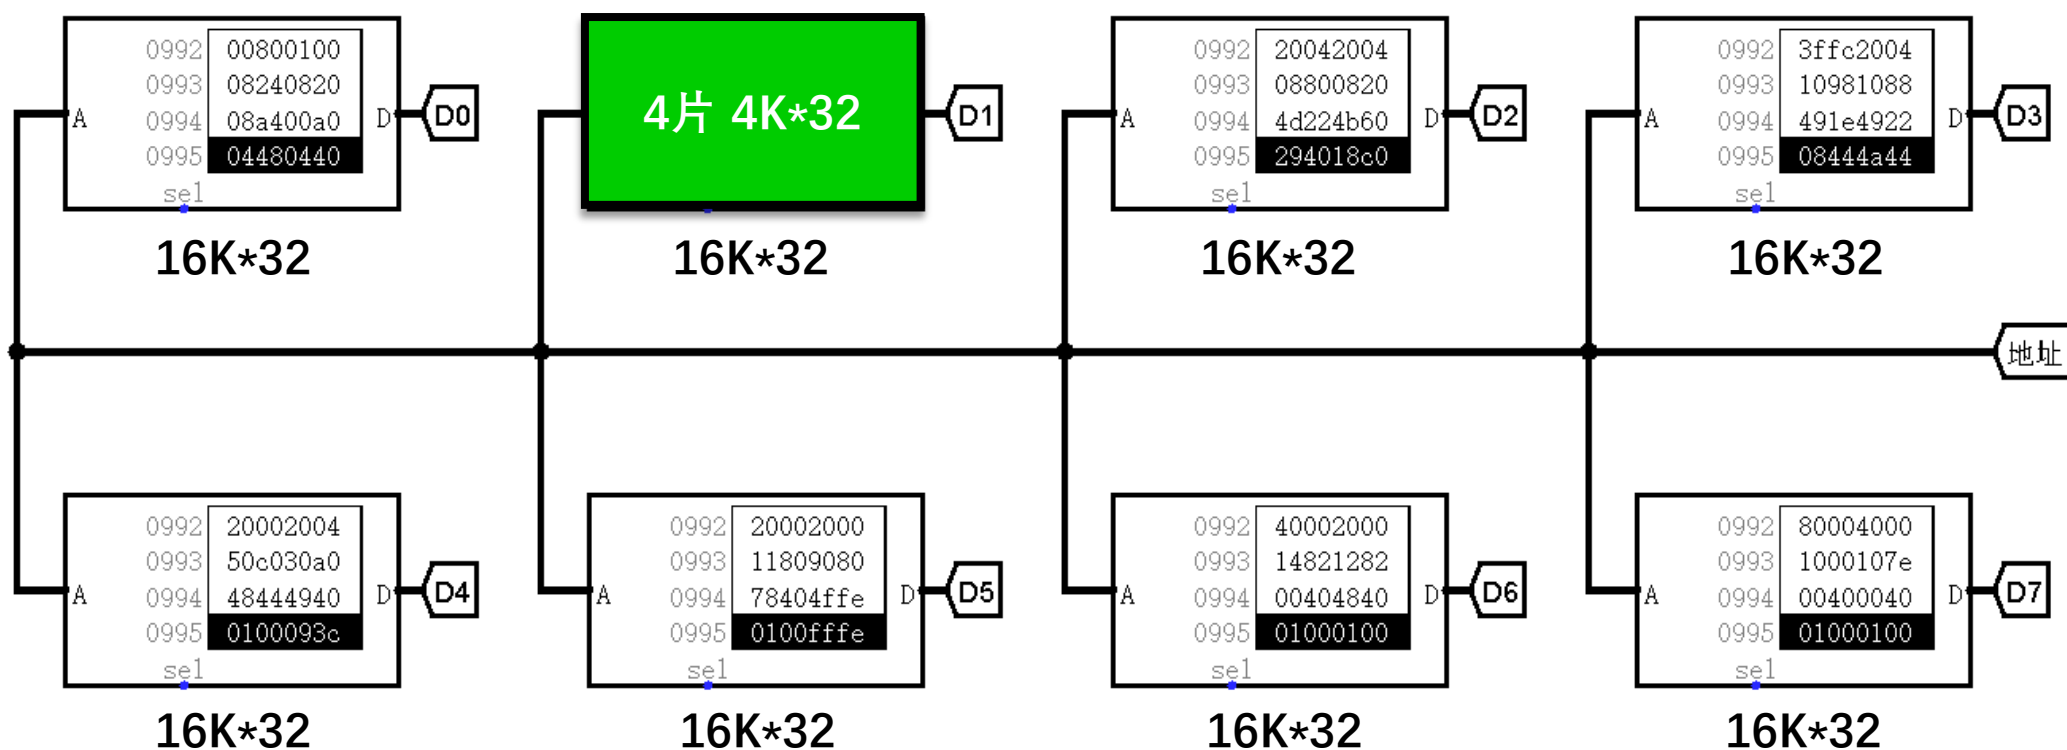 0992 00800100
0993 08240820
0994 08a400a0
0995 04480440
A
D
sel
D0
16K*32
4片 4K*32
D1
16K*32
0992 20042004
0993 08800820
0994 4d224b60
0995 294018c0
A
D
sel
D2
16K*32
0992 3ffc2004
0993 10981088
0994 491e4922
0995 08444a44
A
D
sel
D3
16K*32
地址
0992 20002004
0993 50c030a0
0994 48444940
0995 0100093c
A
D
sel
D4
16K*32
0992 20002000
0993 11809080
0994 78404ffe
0995 0100fffe
A
D
sel
D5
16K*32
0992 40002000
0993 14821282
0994 00404840
0995 01000100
A
D
sel
D6
16K*32
0992 80004000
0993 1000107e
0994 00400040
0995 01000100
A
D
sel
D7
16K*32